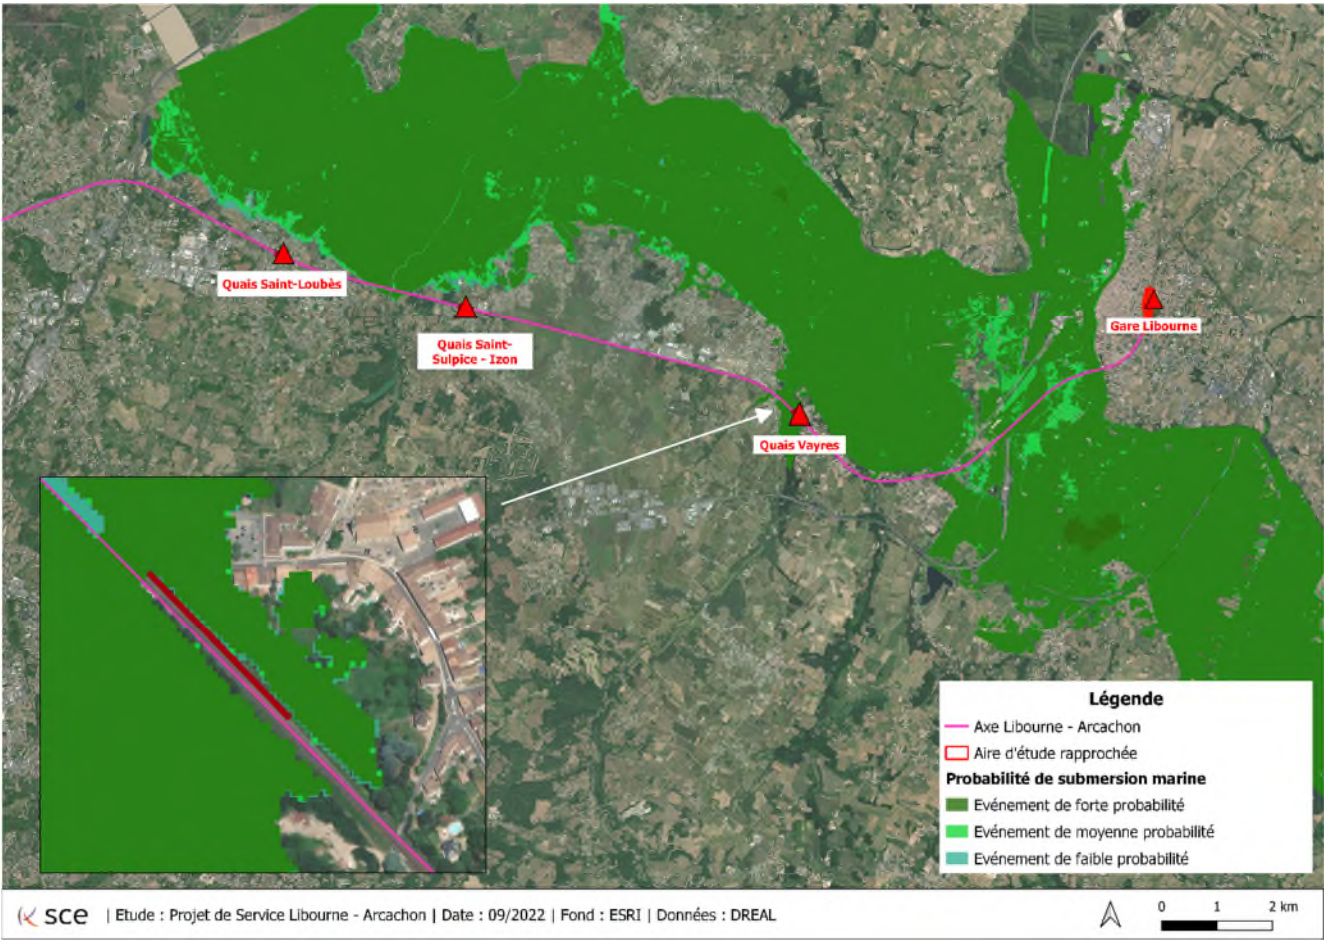 Quais Saint-Loubès
Quais Saint-
Sulpice - Izon
Gare Libourne
Quais Vayres
Légende
Axe Libourne - Arcachon
Aire d'étude rapprochée
Probabilité de submersion marine
Evénement de forte probabilité
Evénement de moyenne probabilité
Evénement de faible probabilité
sce | Etude : Projet de Service Libourne - Arcachon | Date : 09/2022 | Fond : ESRI | Données : DREAL
0 1 2 km